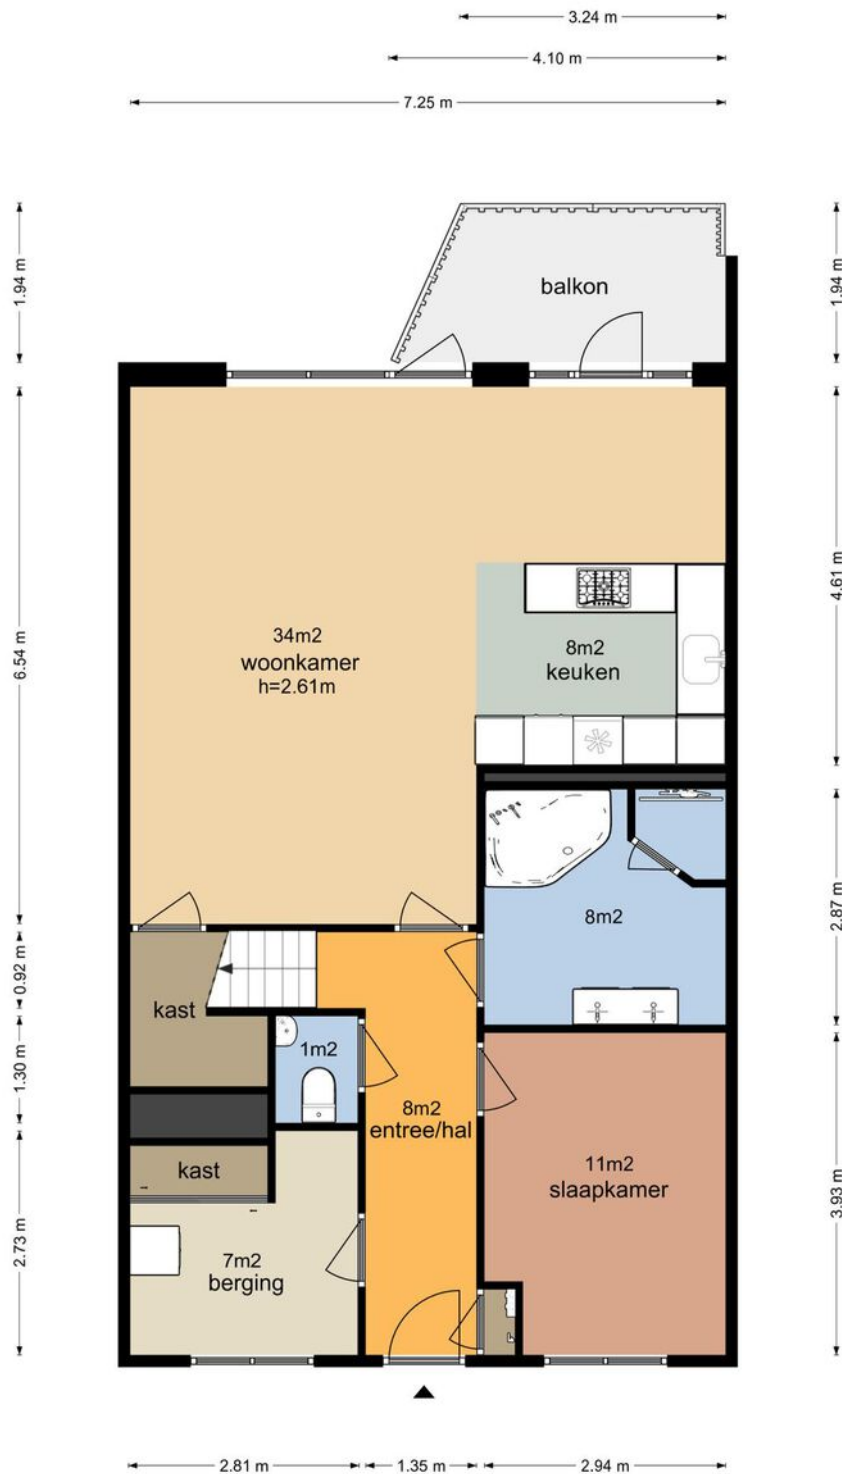 3.24 m
4.10 m
7.25 m
1.94 m
1.94 m
balkon
6.54 m
4.61 m
34m2
woonkamer
h=2.61m
8m2
keuken
0.92 m
2.87 m
8m2
kast
1.30 m
1m2
8m2
entree/hal
kast
11m2
slaapkamer
2.73 m
3.93 m
7m2
berging
2.81 m
1.35 m
2.94 m